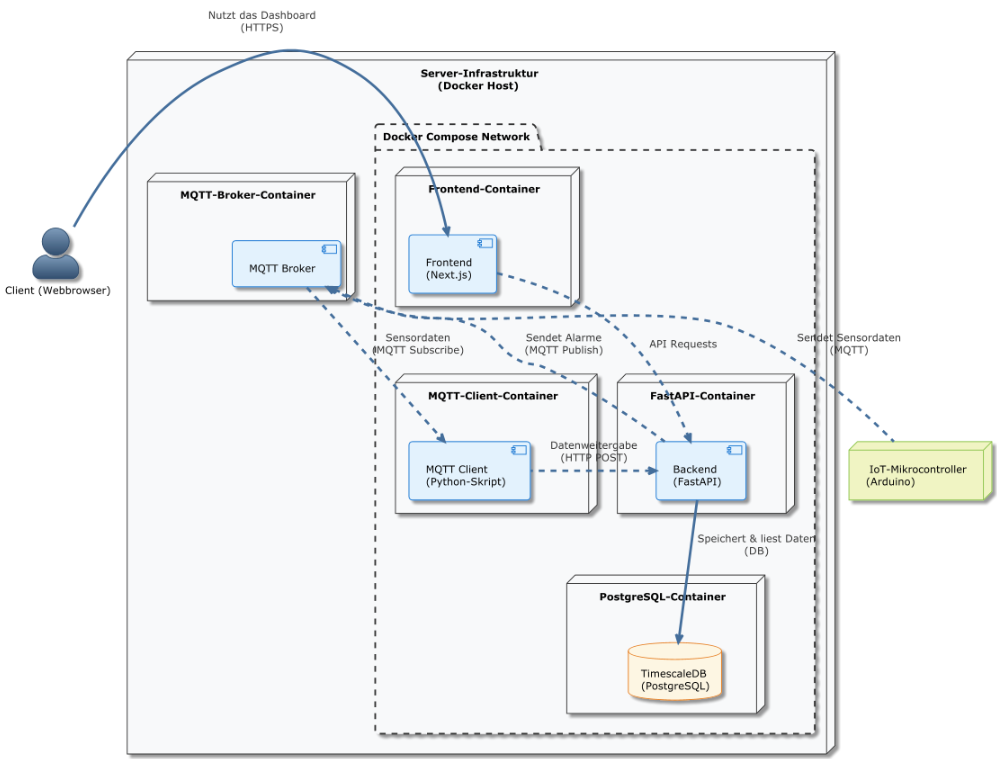 Nutzt das Dashboard
(HTTPS)
Server-Infrastruktur
(Docker Host)
Docker Compose Network
MQTT-Broker-Container
MQTT Broker
Frontend-Container
Frontend
(Next.js)
Client (Webbrowser)
Sensordaten
(MQTT Subscribe)
Sendet Alarme
(MQTT Publish)
API Requests
Sendet Sensordaten
(MQTT)
MQTT-Client-Container
MQTT Client
(Python-Skript)
Datenweitergabe
(HTTP POST)
FastAPI-Container
Backend
(FastAPI)
IoT-Mikrocontroller
(Arduino)
Speichert & liest Daten
(DB)
PostgreSQL-Container
TimescaleDB
(PostgreSQL)